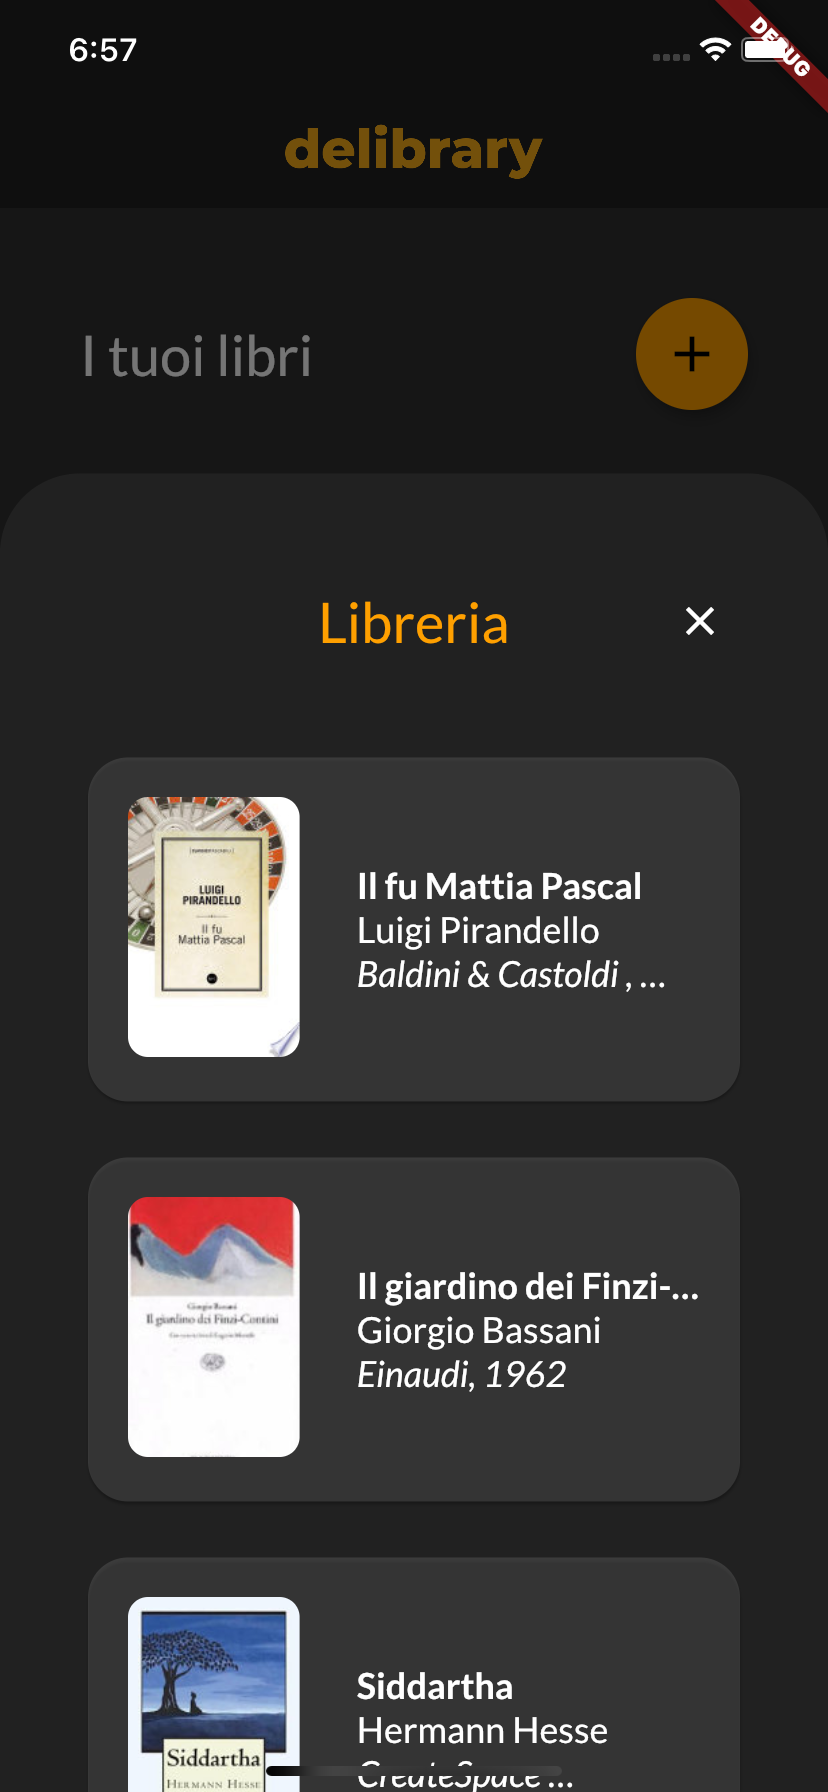 6:57
DEBUG
delibrary
I tuoi libri
+
Libreria
LUIGI
PIRANDELLO
Il fu
Mattia Pascal
Il fu Mattia Pascal
Luigi Pirandello
Baldini & Castoldi , ...
Giorgio Bassani
Il giardino dei Finzi-Contini
Il giardino dei Finzi-...
Giorgio Bassani
Einaudi, 1962
Siddartha
HERMANN HESSE
Siddartha
Hermann Hesse
CreateSpace ...